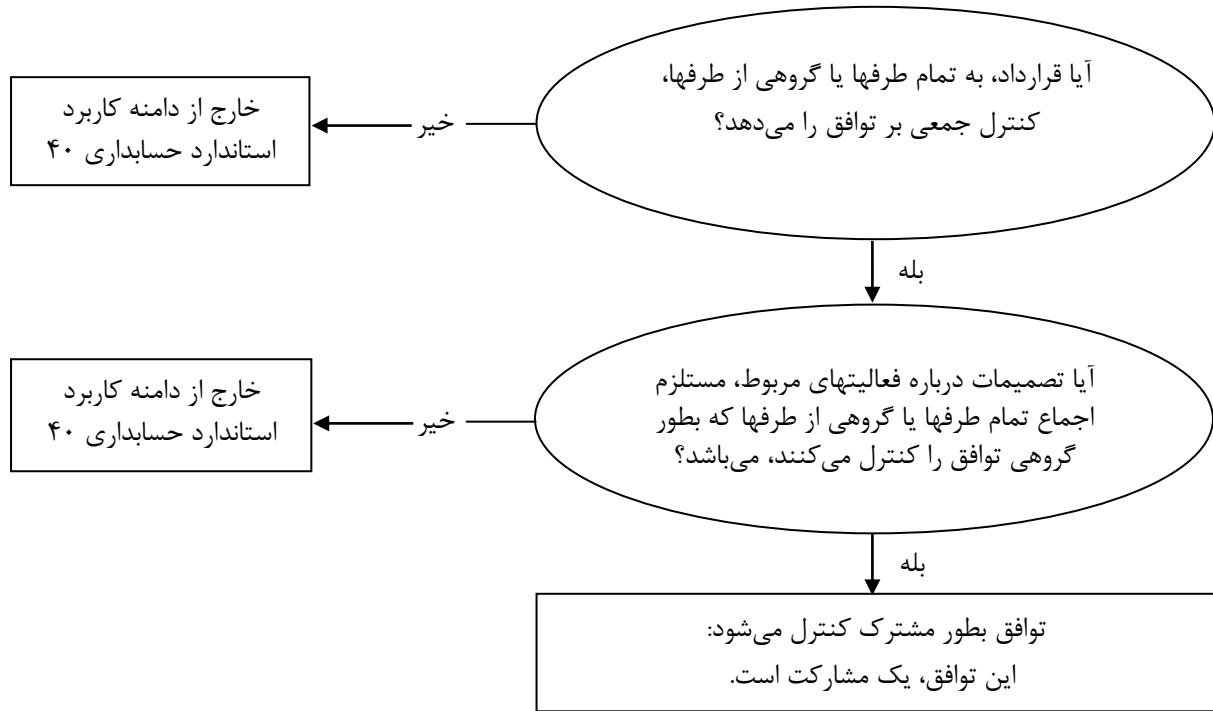 آیا قرارداد، به تمام طرفها یا گروهی از طرفها،
کنترل جمعی بر توافق را می‌دهد؟
خیر
خارج از دامنه کاربرد
استاندارد حسابداری ۴۰
بله
آیا تصمیمات درباره فعالیتهای مربوط، مستلزم
اجماع تمام طرفها یا گروهی از طرفها که بطور
گروهی توافق را کنترل می‌کنند، می‌باشد؟
خیر
خارج از دامنه کاربرد
استاندارد حسابداری ۴۰
بله
توافق بطور مشترک کنترل می‌شود:
این توافق، یک مشارکت است.